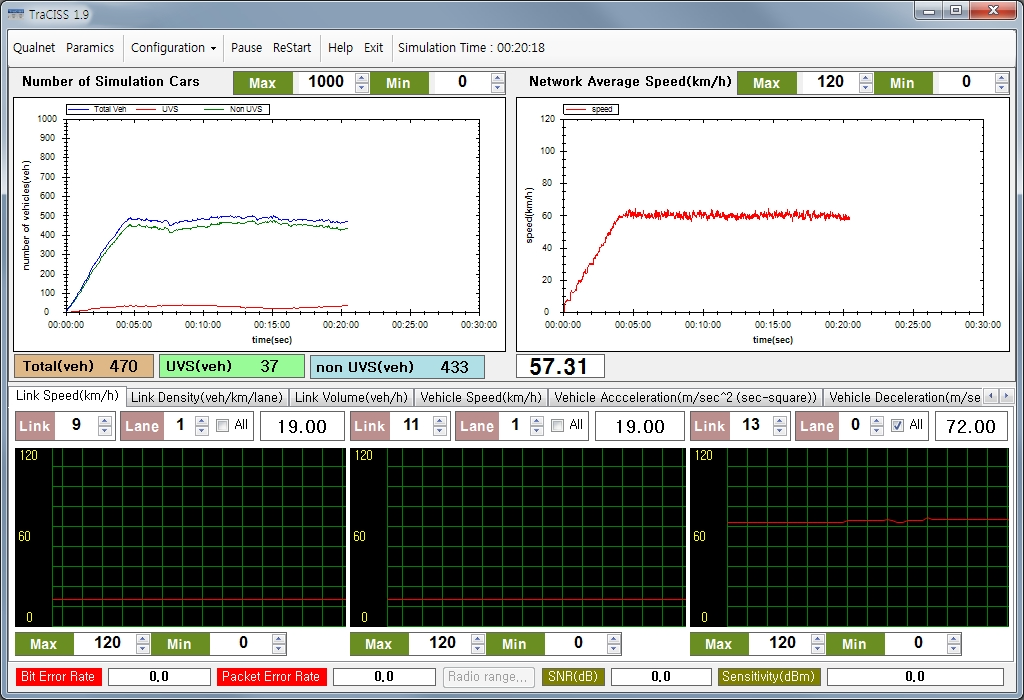 TraCISS 1.9
Qualnet Paramics Configuration Pause ReStart Help Exit Simulation Time : 00:20:18
Number of Simulation Cars Max 1000 Min 0 Network Average Speed(km/h) Max 120 Min 0
Total Veh UVS Non UVS
1000
900
800
700
600
500
400
300
200
100
0
number of vehicles(veh)
00:00:00 00:05:00 00:10:00 00:15:00 00:20:00 00:25:00 00:30:00
time(sec)
speed
120
100
80
60
40
20
0
speed(km/h)
00:00:00 00:05:00 00:10:00 00:15:00 00:20:00 00:25:00 00:30:00
time(sec)
Total(veh) 470 UVS(veh) 37 non UVS(veh) 433 57.31
Link Speed(km/h) Link Density(veh/km/lane) Link Volume(veh/h) Vehicle Speed(km/h) Vehicle Accceleration(m/sec^2 (sec-square)) Vehicle Deceleration(m/se
Link 9 Lane 1 All 19.00 Link 11 Lane 1 All 19.00 Link 13 Lane 0 All 72.00
120 120 120
60 60 60
0 0 0
Max 120 Min 0 Max 120 Min 0 Max 120 Min 0
Bit Error Rate 0.0 Packet Error Rate 0.0 Radio range... SNR(dB) 0.0 Sensitivity(dBm) 0.0